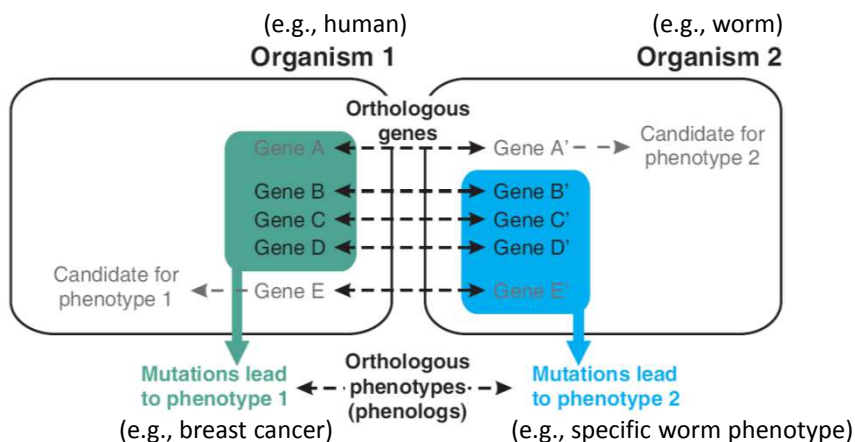 (e.g., human)
Organism 1
(e.g., worm)
Organism 2
Orthologous
genes
Gene A
Gene A’
Candidate for
phenotype 2
Gene B
Gene B’
Gene C
Gene C’
Gene D
Gene D’
Candidate for
phenotype 1
Gene E
Gene E’
Mutations lead
to phenotype 1
Orthologous
phenotypes
(phenologs)
Mutations lead
to phenotype 2
(e.g., breast cancer)
(e.g., specific worm phenotype)